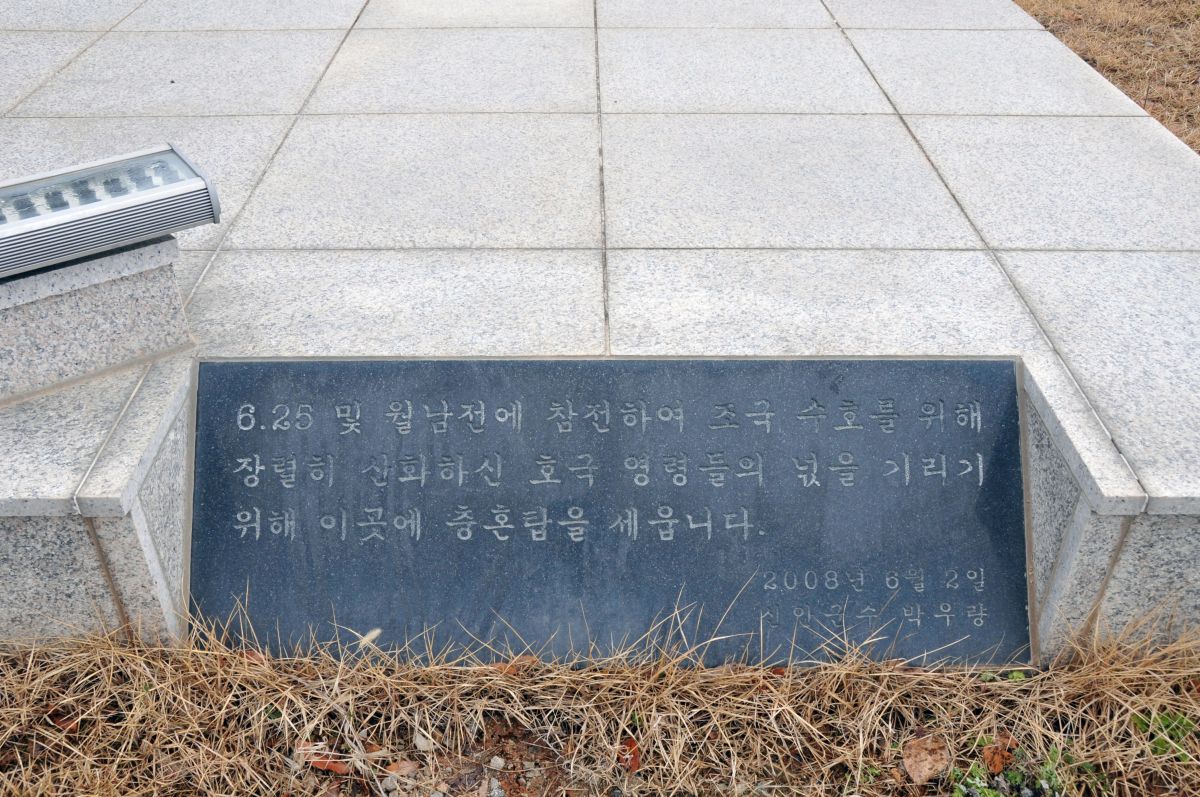 6.25 및 월남전에 참전하여 조국 수호를 위해
장렬히 산화하신 호국 영령들의 넋을 기리기
위해 이곳에 충혼탑을 세웁니다.
2008년 6월 2일
신안군수 박우량